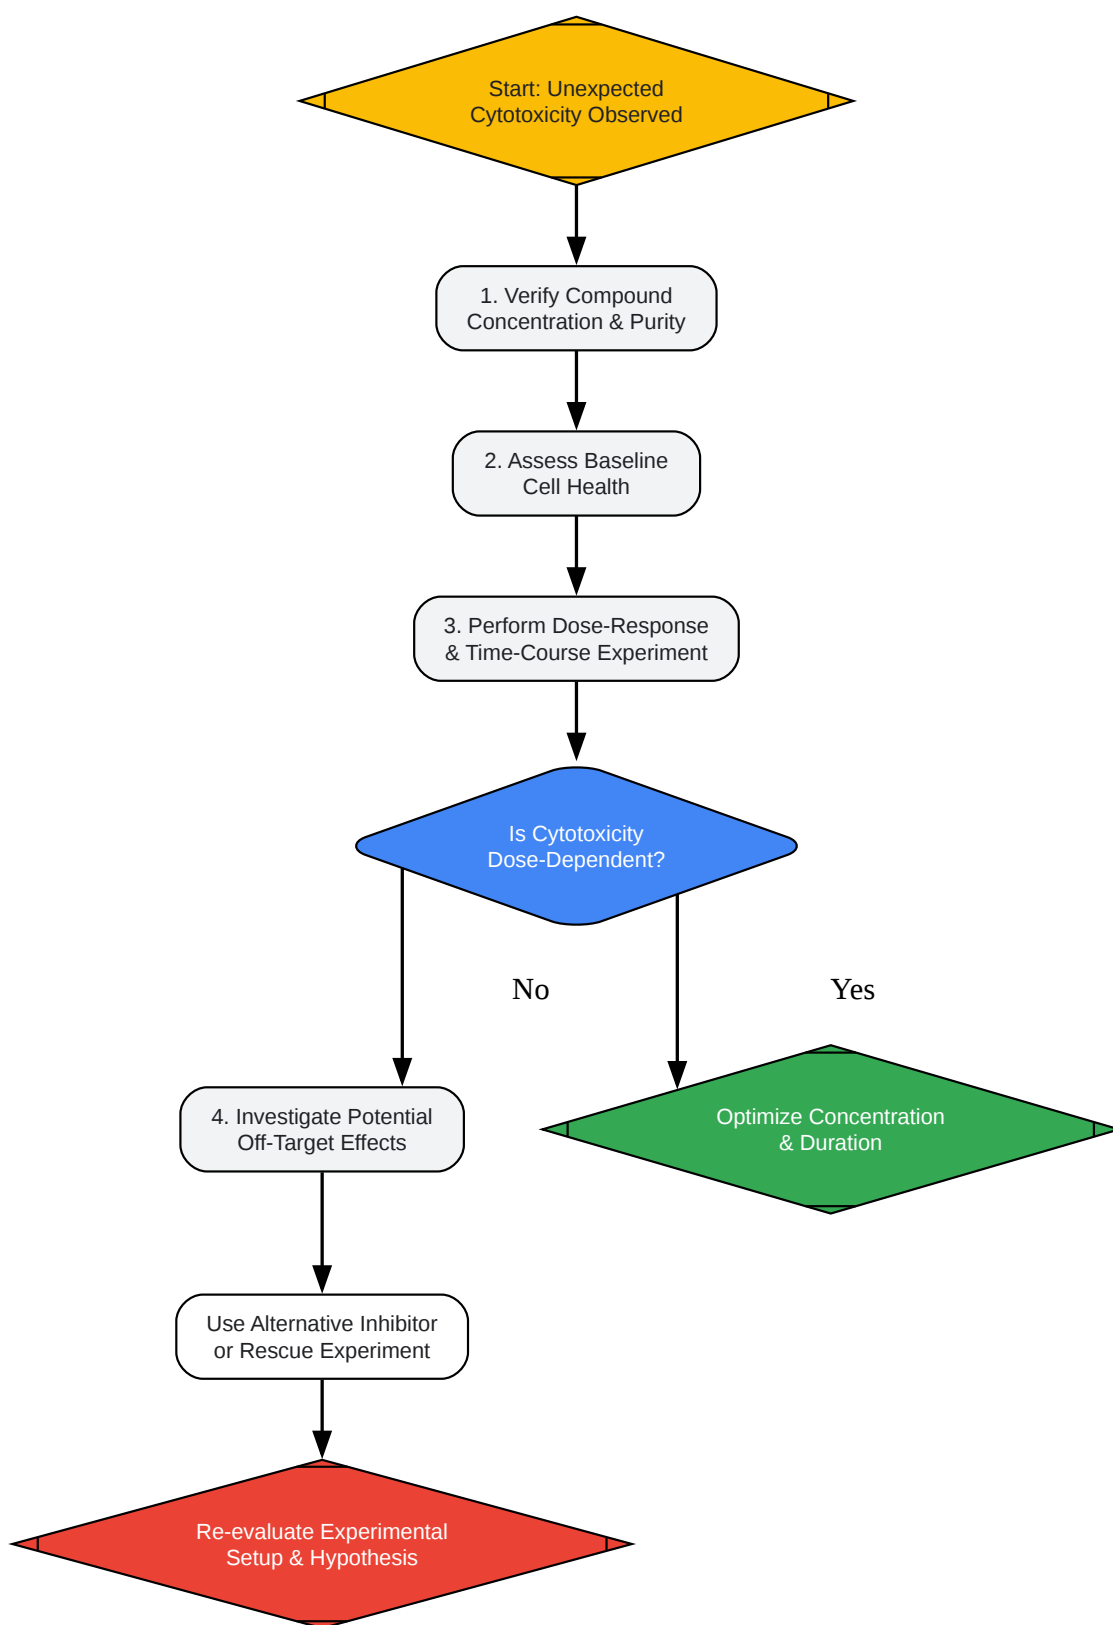 Start: Unexpected
Cytotoxicity Observed
1. Verify Compound
Concentration & Purity
2. Assess Baseline
Cell Health
3. Perform Dose-Response
& Time-Course Experiment
Is Cytotoxicity
Dose-Dependent?
No
Yes
4. Investigate Potential
Off-Target Effects
Optimize Concentration
& Duration
Use Alternative Inhibitor
or Rescue Experiment
Re-evaluate Experimental
Setup & Hypothesis